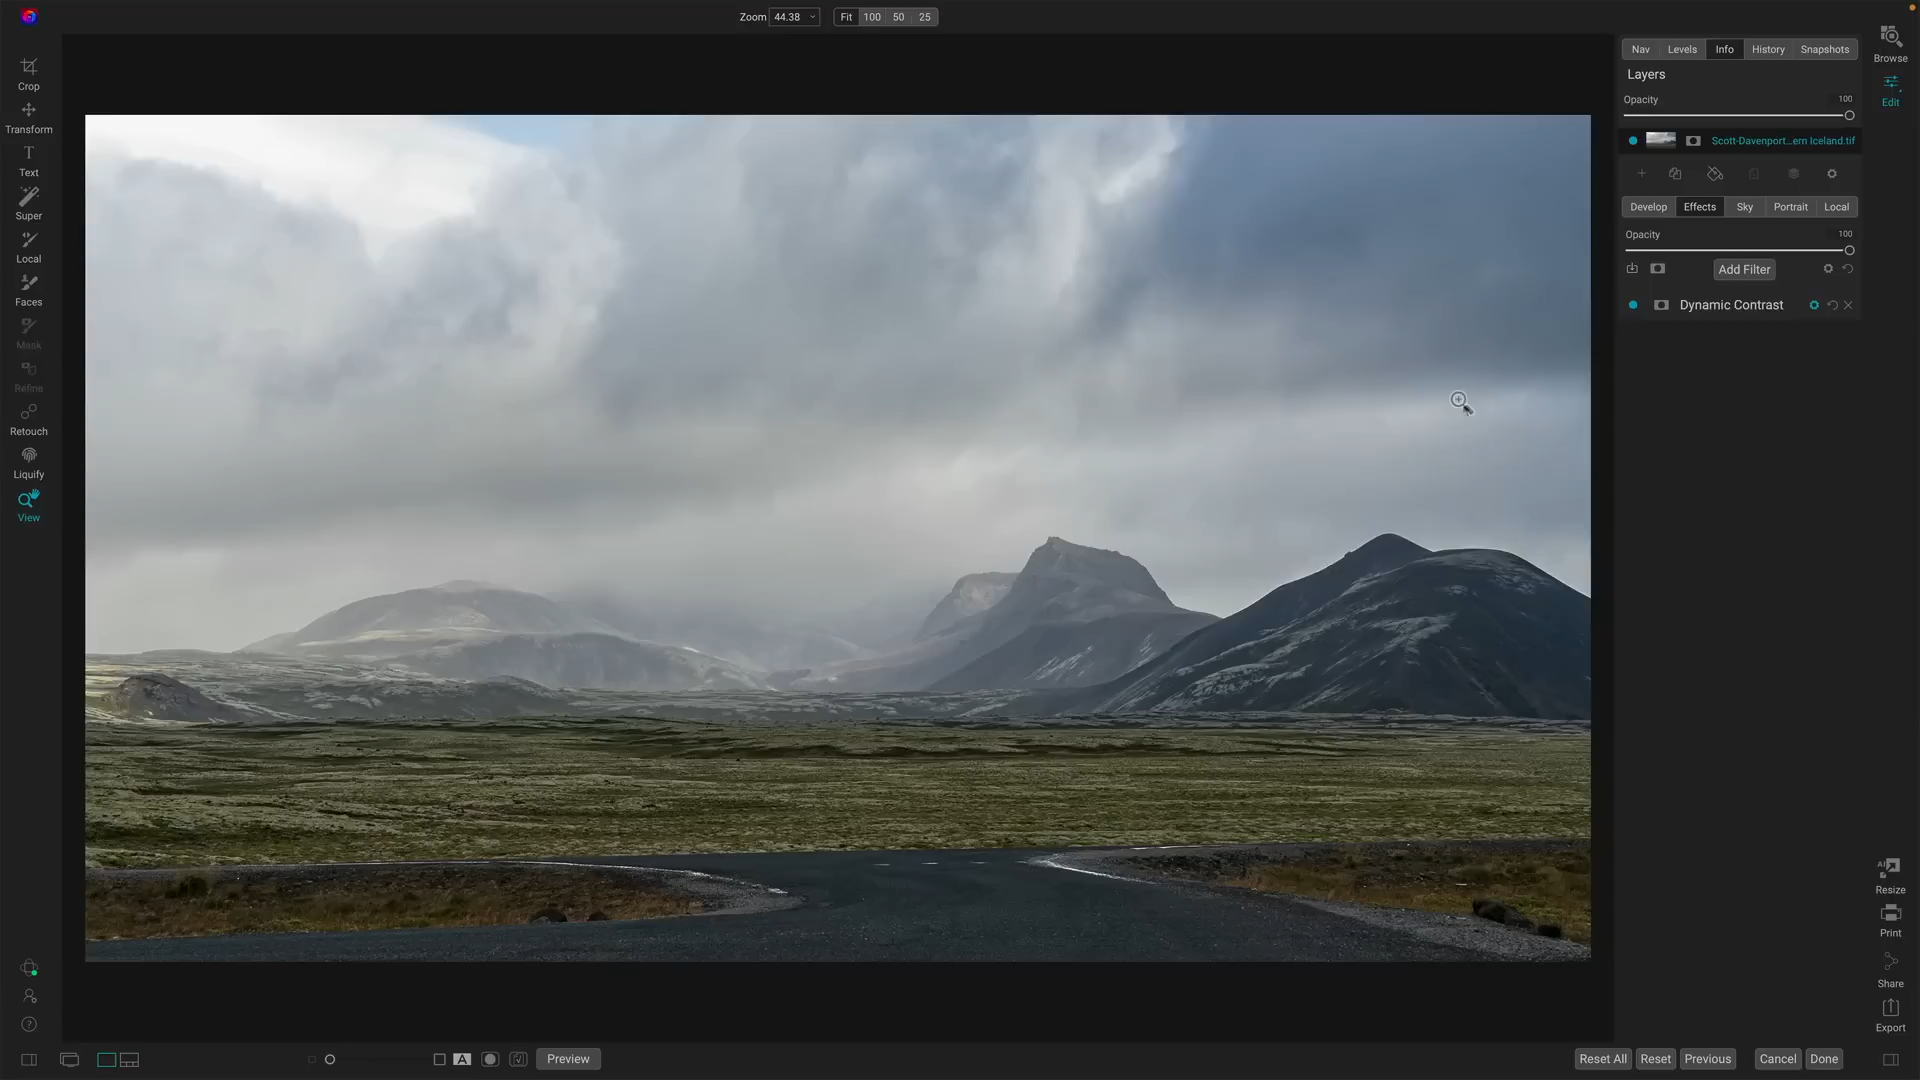 Zoom 44.38 Fit 100 50 25
Crop
Transform
Text
Super
Local
Faces
Mask
Refine
Retouch
Liquify
View
Nav Levels Info History Snapshots
Layers
Opacity 100
Scott-Davenport...ern Iceland.tif
Develop Effects Sky Portrait Local
Opacity 100
Add Filter
Dynamic Contrast
Browse
Edit
AI
Resize
Print
Share
Export
?
A Preview
Reset All Reset Previous Cancel Done